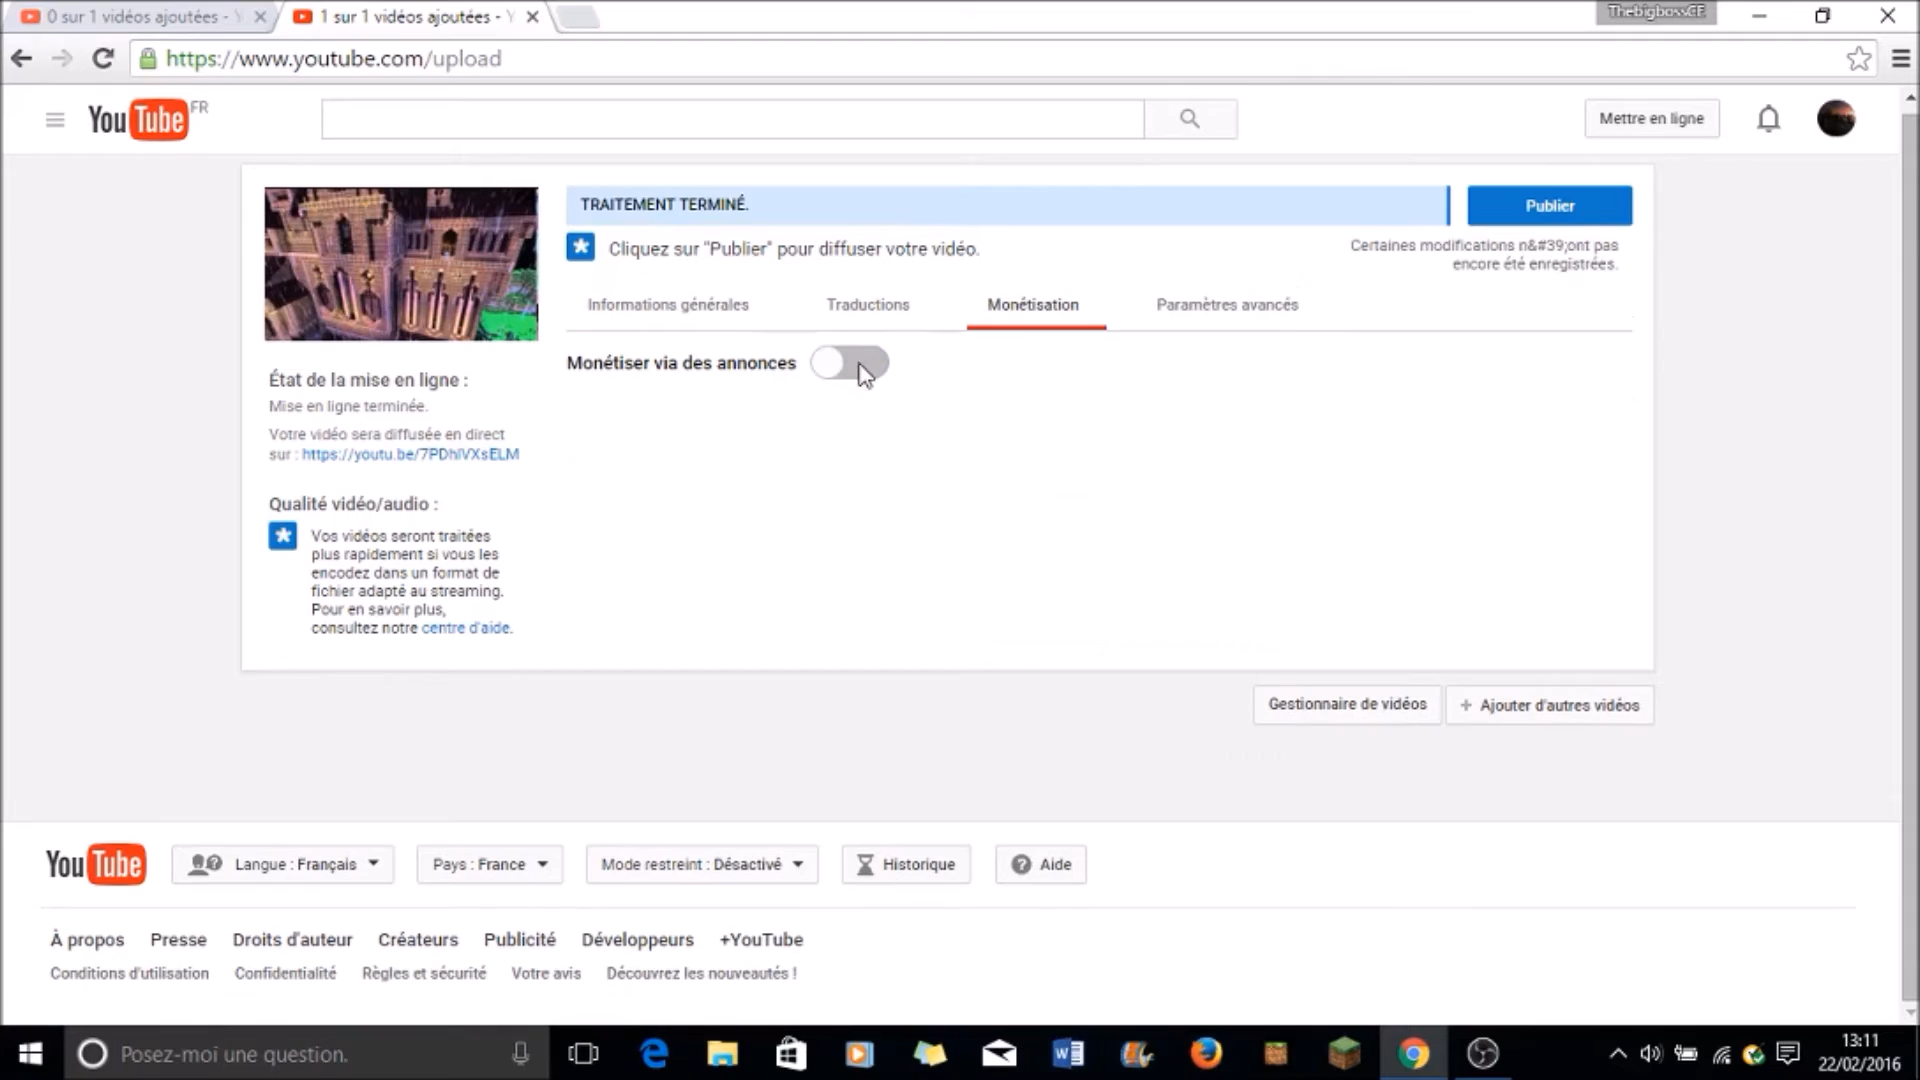 0 sur 1 vidéos ajoutées - Y
1 sur 1 vidéos ajoutées - Y
ThebigbossCE
https://www.youtube.com/upload
YouTube FR
Mettre en ligne
TRAITEMENT TERMINÉ.
Publier
Cliquez sur "Publier" pour diffuser votre vidéo.
Certaines modifications n&#39;ont pas
encore été enregistrées.
Informations générales
Traductions
Monétisation
Paramètres avancés
Monétiser via des annonces
État de la mise en ligne :
Mise en ligne terminée.
Votre vidéo sera diffusée en direct
sur : https://youtu.be/7PDhlVXsELM
Qualité vidéo/audio :
Vos vidéos seront traitées
plus rapidement si vous les
encodez dans un format de
fichier adapté au streaming.
Pour en savoir plus,
consultez notre centre d'aide.
Gestionnaire de vidéos
+ Ajouter d'autres vidéos
YouTube
Langue : Français
Pays : France
Mode restreint : Désactivé
Historique
Aide
À propos Presse Droits d'auteur Créateurs Publicité Développeurs +YouTube
Conditions d'utilisation Confidentialité Règles et sécurité Votre avis Découvrez les nouveautés !
Posez-moi une question.
13:11
22/02/2016